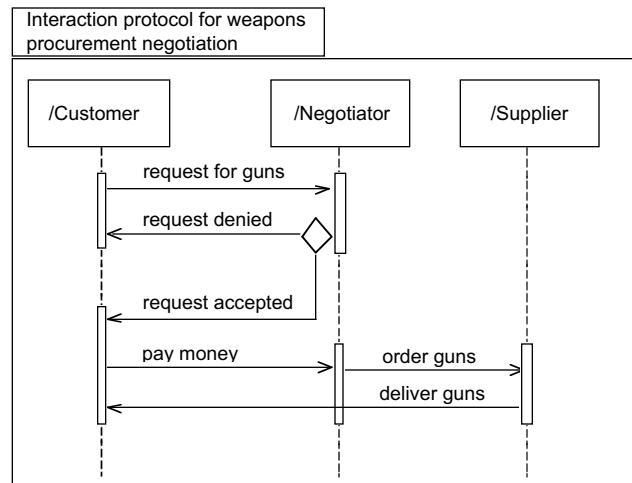 Interaction protocol for weapons
procurement negotiation
/Customer
/Negotiator
/Supplier
request for guns
request denied
request accepted
pay money
order guns
deliver guns